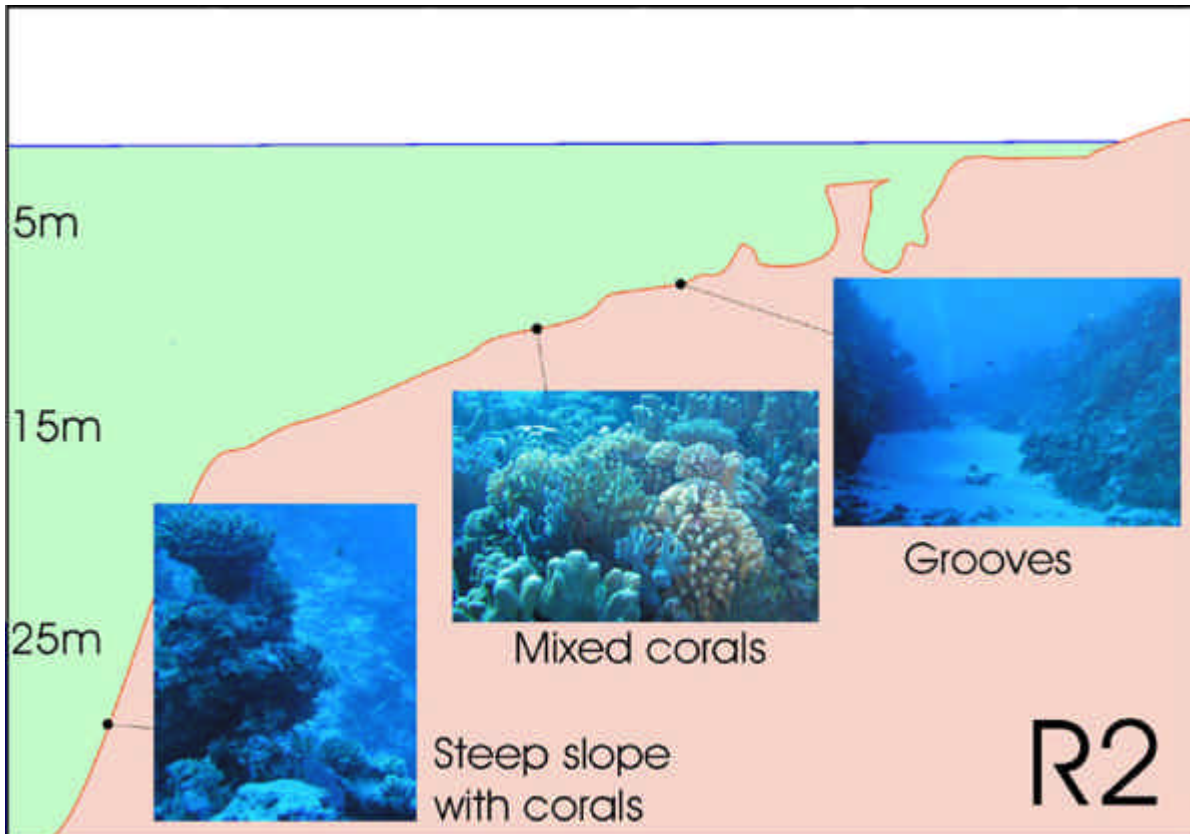 5m
15m
25m
Grooves
Mixed corals
Steep slope
with corals
R2